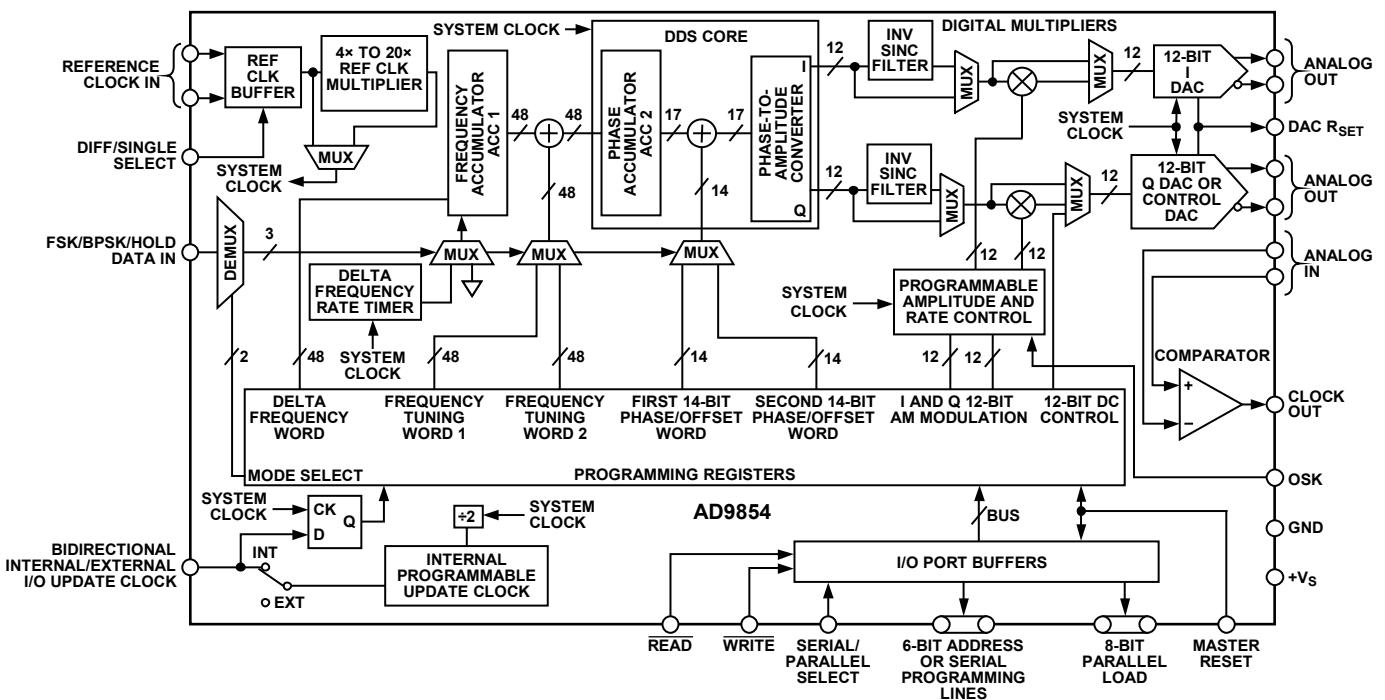 SYSTEM CLOCK
DDS CORE
DIGITAL MULTIPLIERS
REFERENCE
CLOCK IN
REF
CLK
BUFFER
4× TO 20×
REF CLK
MULTIPLIER
MUX
SYSTEM
CLOCK
DIFF/SINGLE
SELECT
FREQUENCY
ACCUMULATOR
ACC 1
48
48
48
PHASE
ACCUMULATOR
ACC 2
17
17
14
PHASE-TO-
AMPLITUDE
CONVERTER
I
Q
12
INV
SINC
FILTER
MUX
MUX
12
12-BIT
I
DAC
ANALOG
OUT
SYSTEM
CLOCK
DAC RSET
12
INV
SINC
FILTER
MUX
MUX
12
12-BIT
Q DAC OR
CONTROL
DAC
ANALOG
OUT
FSK/BPSK/HOLD
DATA IN
DEMUX
3
MUX
MUX
MUX
12
12
ANALOG
IN
DELTA
FREQUENCY
RATE TIMER
SYSTEM
CLOCK
SYSTEM
CLOCK
PROGRAMMABLE
AMPLITUDE AND
RATE CONTROL
2
48
48
48
14
14
12
12
COMPARATOR
+
−
CLOCK
OUT
DELTA
FREQUENCY
WORD
FREQUENCY
TUNING
WORD 1
FREQUENCY
TUNING
WORD 2
FIRST 14-BIT
PHASE/OFFSET
WORD
SECOND 14-BIT
PHASE/OFFSET
WORD
I AND Q 12-BIT
AM MODULATION
12-BIT DC
CONTROL
MODE SELECT
PROGRAMMING REGISTERS
OSK
SYSTEM
CLOCK
CK
Q
D
÷2
SYSTEM
CLOCK
AD9854
BUS
GND
BIDIRECTIONAL
INTERNAL/EXTERNAL
I/O UPDATE CLOCK
INT
EXT
INTERNAL
PROGRAMMABLE
UPDATE CLOCK
I/O PORT BUFFERS
+VS
READ
WRITE
SERIAL/
PARALLEL
SELECT
6-BIT ADDRESS
OR SERIAL
PROGRAMMING
LINES
8-BIT
PARALLEL
LOAD
MASTER
RESET